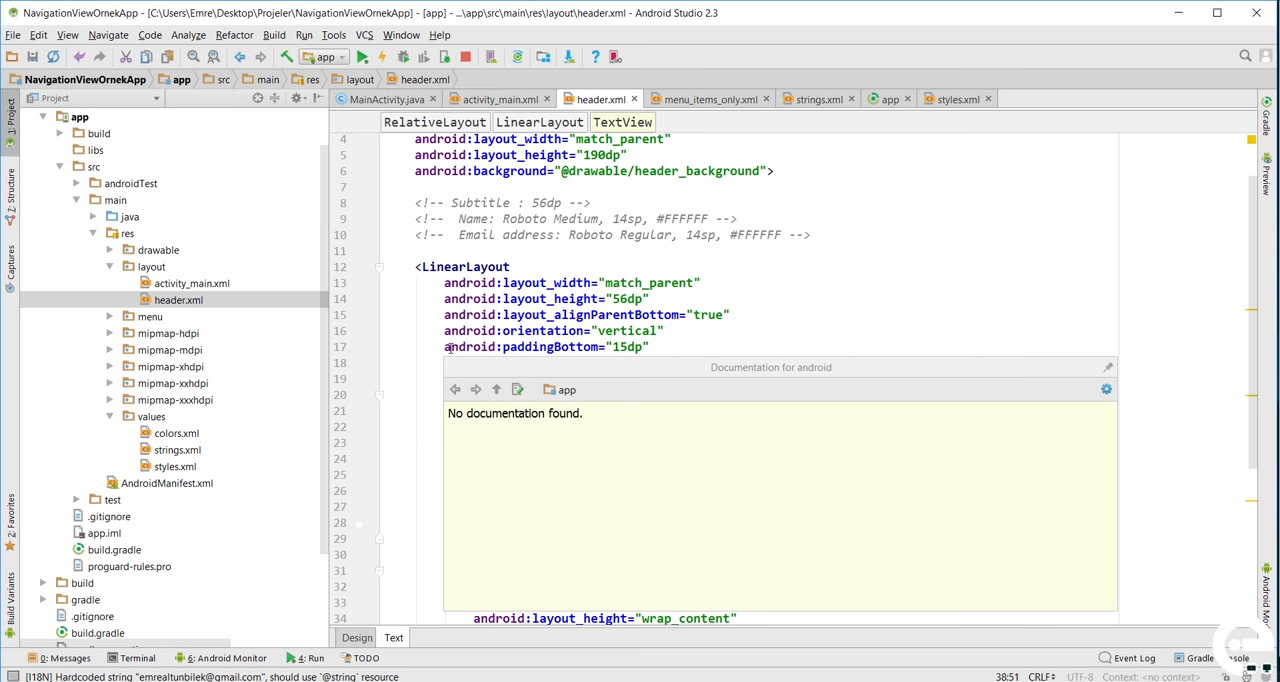 NavigationViewOrnekApp - [C:\Users\Emre\Desktop\Projeler\NavigationViewOrnekApp] - [app] - ...\app\src\main\res\layout\header.xml - Android Studio 2.3
File Edit View Navigate Code Analyze Refactor Build Run Tools VCS Window Help
app
NavigationViewOrnekApp app src main res layout header.xml
Project
MainActivity.java activity_main.xml header.xml menu_items_only.xml strings.xml app styles.xml
RelativeLayout LinearLayout TextView
1: Project
Z: Structure
Captures
2: Favorites
Build Variants
app
build
libs
src
androidTest
main
java
res
drawable
layout
activity_main.xml
header.xml
menu
mipmap-hdpi
mipmap-mdpi
mipmap-xhdpi
mipmap-xxhdpi
mipmap-xxxhdpi
values
colors.xml
strings.xml
styles.xml
AndroidManifest.xml
test
.gitignore
app.iml
build.gradle
proguard-rules.pro
build
gradle
.gitignore
build.gradle
4 android:layout_width="match_parent"
5 android:layout_height="190dp"
6 android:background="@drawable/header_background">
7
8 <!-- Subtitle : 56dp -->
9 <!-- Name: Roboto Medium, 14sp, #FFFFFF -->
10 <!-- Email address: Roboto Regular, 14sp, #FFFFFF -->
11
12 <LinearLayout
13 android:layout_width="match_parent"
14 android:layout_height="56dp"
15 android:layout_alignParentBottom="true"
16 android:orientation="vertical"
17 android:paddingBottom="15dp"
18
19
20
21
22
23
24
25
26
27
28
29
30
31
32
33
34 android:layout_height="wrap_content"
Documentation for android
app
No documentation found.
Gradle
Preview
Design Text
0: Messages Terminal 6: Android Monitor 4: Run TODO Event Log Gradle
[I18N] Hardcoded string "emrealtunbilek@gmail.com", should use `@string` resource 38:51 CRLF UTF-8 Context: <no context>